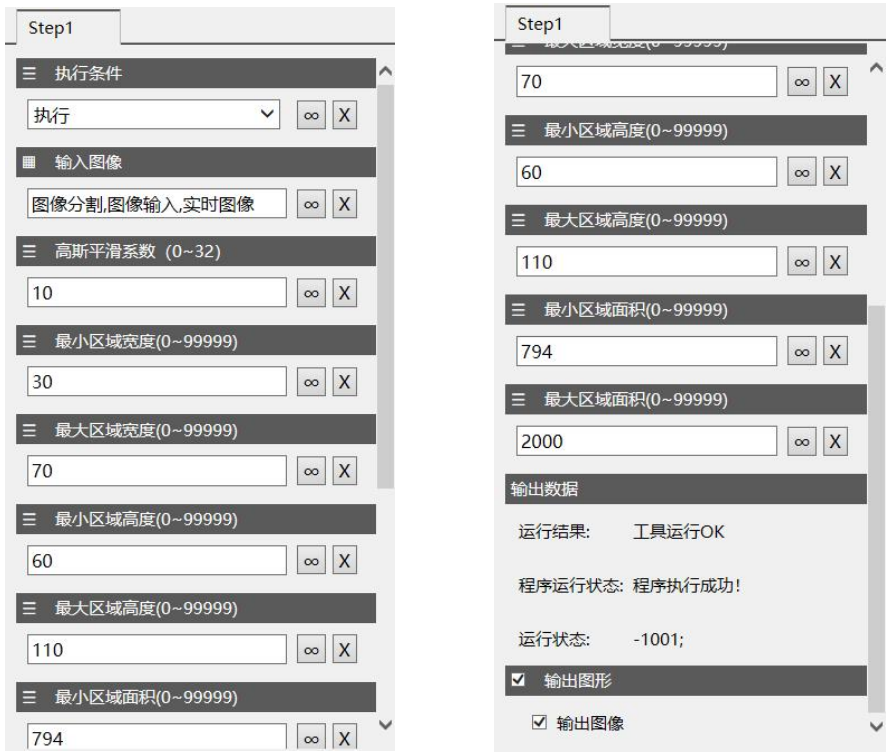 Step1
执行条件
执行
∞ X
输入图像
图像分割,图像输入,实时图像
∞ X
高斯平滑系数 (0~32)
10
∞ X
最小区域宽度(0~99999)
30
∞ X
最大区域宽度(0~99999)
70
∞ X
最小区域高度(0~99999)
60
∞ X
最大区域高度(0~99999)
110
∞ X
最小区域面积(0~99999)
794
∞ X
Step1
最大区域宽度(0~99999)
70
∞ X
最小区域高度(0~99999)
60
∞ X
最大区域高度(0~99999)
110
∞ X
最小区域面积(0~99999)
794
∞ X
最大区域面积(0~99999)
2000
∞ X
输出数据
运行结果: 工具运行OK
程序运行状态: 程序执行成功!
运行状态: -1001;
输出图形
输出图像